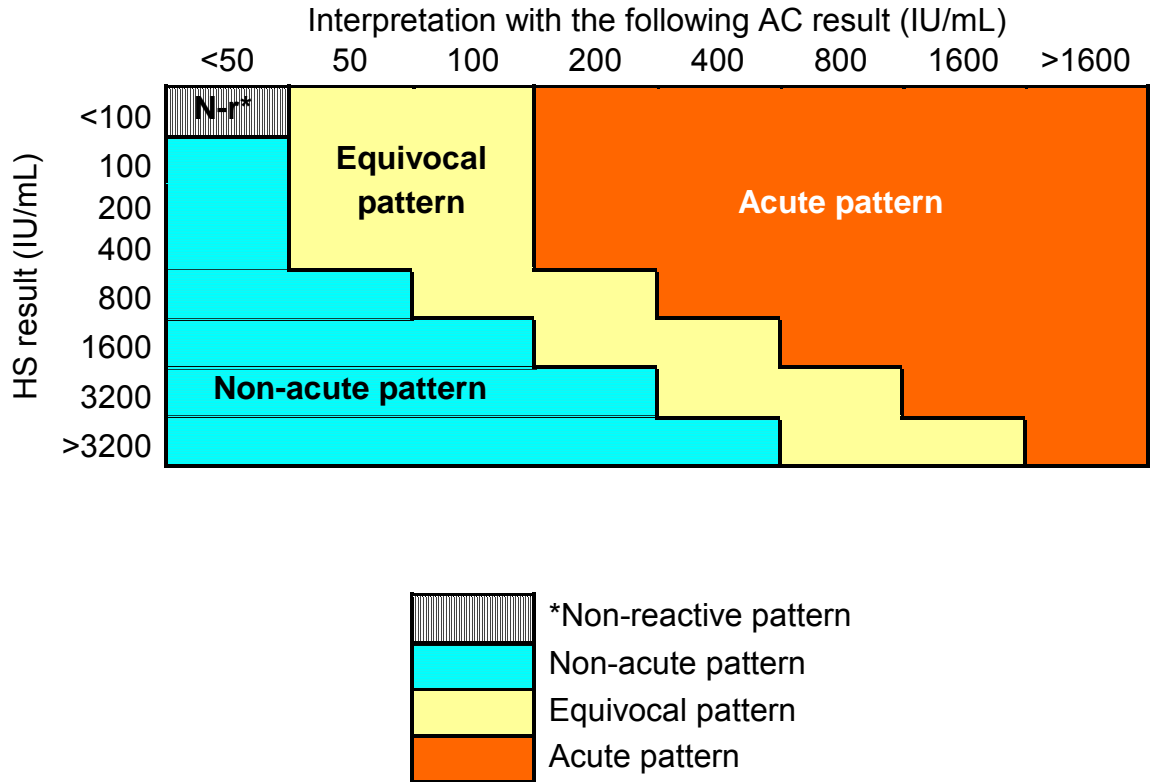 Interpretation with the following AC result (IU/mL)
<50 50 100 200 400 800 1600 >1600
HS result (IU/mL)
<100 N-r*
100 Equivocal
pattern
200 Acute pattern
400
800
1600
3200 Non-acute pattern
>3200
*Non-reactive pattern
Non-acute pattern
Equivocal pattern
Acute pattern